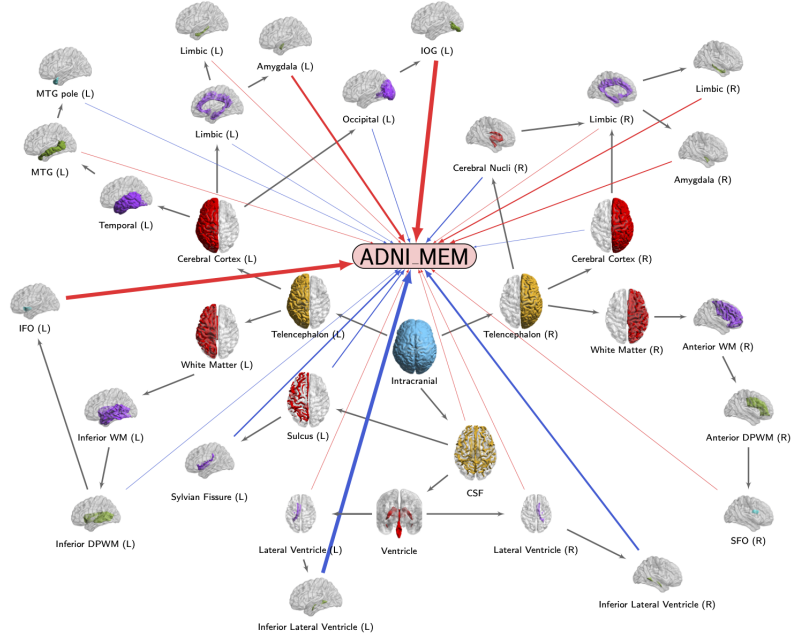 Limbic (L)
Amygdala (L)
IOG (L)
MTG pole (L)
Limbic (R)
Occipital (L)
Limbic (L)
Limbic (R)
Cerebral Nucli (R)
MTG (L)
Amygdala (R)
Temporal (L)
Cerebral Cortex (L)
ADNI_MEM
Cerebral Cortex (R)
IFO (L)
Telencephalon (L)
Telencephalon (R)
White Matter (L)
White Matter (R)
Anterior WM (R)
Intracranial
Inferior WM (L)
Sulcus (L)
Anterior DPWM (R)
Sylvian Fissure (L)
CSF
Inferior DPWM (L)
Lateral Ventricle (L)
Ventricle
Lateral Ventricle (R)
SFO (R)
Inferior Lateral Ventricle (L)
Inferior Lateral Ventricle (R)